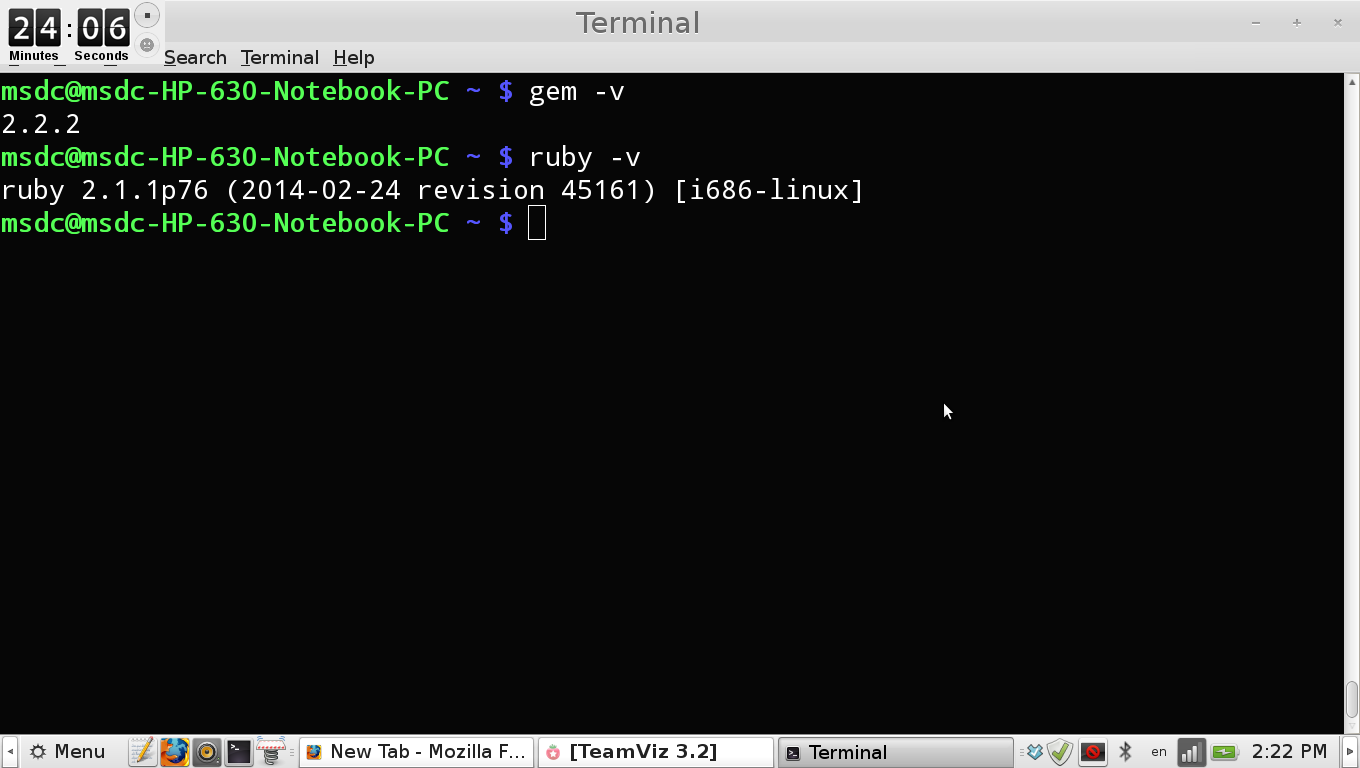 24:06
Minutes Seconds
Terminal
Search Terminal Help
msdc@msdc-HP-630-Notebook-PC ~ $ gem -v
2.2.2
msdc@msdc-HP-630-Notebook-PC ~ $ ruby -v
ruby 2.1.1p76 (2014-02-24 revision 45161) [i686-linux]
msdc@msdc-HP-630-Notebook-PC ~ $
Menu New Tab - Mozilla F... [TeamViz 3.2] Terminal en 2:22 PM